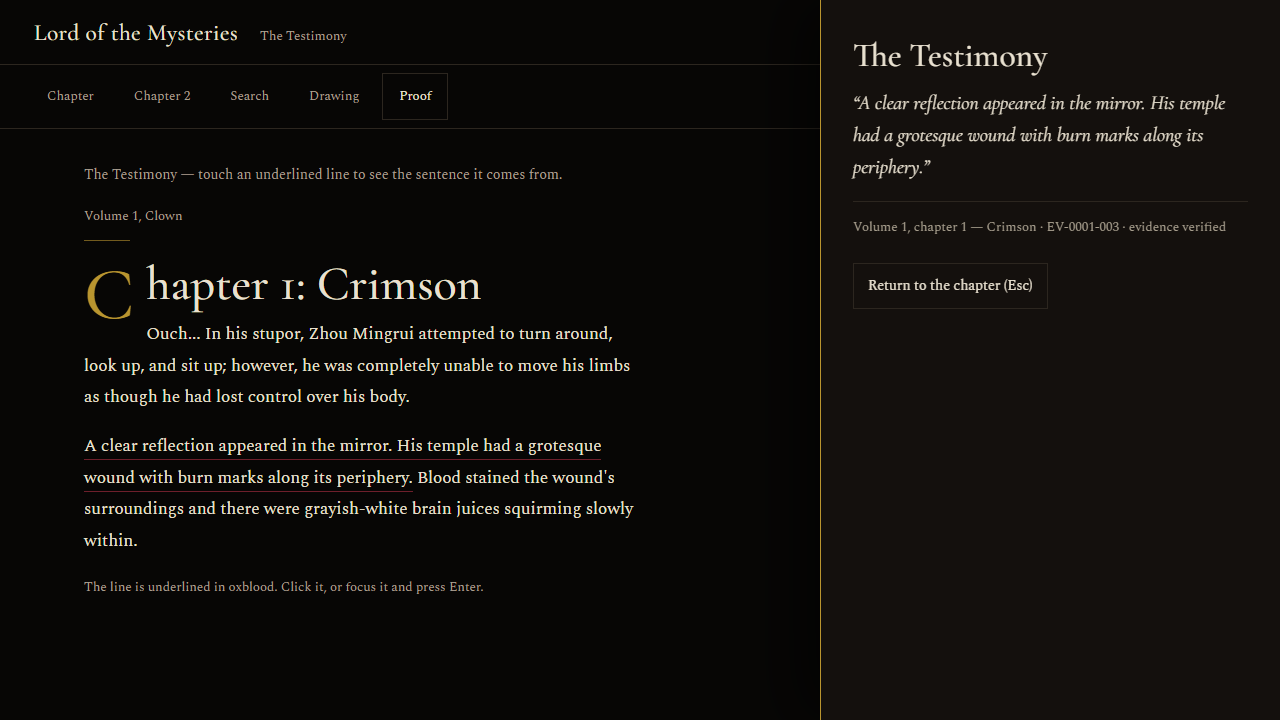 Lord of the Mysteries
The Testimony
Chapter
Chapter 2
Search
Drawing
Proof
The Testimony — touch an underlined line to see the sentence it comes from.
Volume 1, Clown
Chapter 1: Crimson
Ouch... In his stupor, Zhou Mingrui attempted to turn around,
look up, and sit up; however, he was completely unable to move his limbs
as though he had lost control over his body.
A clear reflection appeared in the mirror. His temple had a grotesque
wound with burn marks along its periphery. Blood stained the wound's
surroundings and there were grayish-white brain juices squirming slowly
within.
The line is underlined in oxblood. Click it, or focus it and press Enter.
The Testimony
“A clear reflection appeared in the mirror. His temple
had a grotesque wound with burn marks along its
periphery.”
Volume 1, chapter 1 — Crimson · EV-0001-003 · evidence verified
Return to the chapter (Esc)